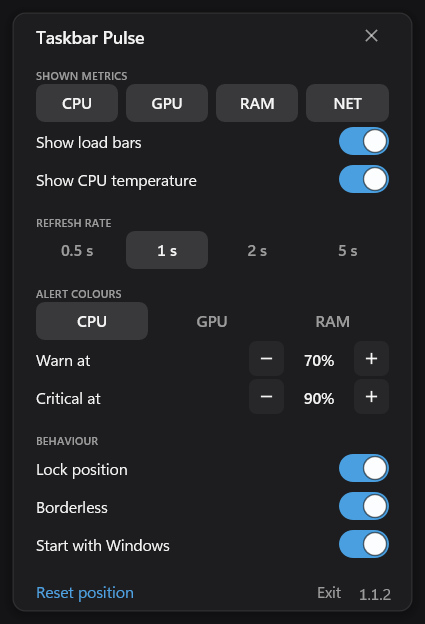 Taskbar Pulse
SHOWN METRICS
CPU GPU RAM NET
Show load bars
Show CPU temperature
REFRESH RATE
0.5 s 1 s 2 s 5 s
ALERT COLOURS
CPU GPU RAM
Warn at − 70% +
Critical at − 90% +
BEHAVIOUR
Lock position
Borderless
Start with Windows
Reset position Exit 1.1.2